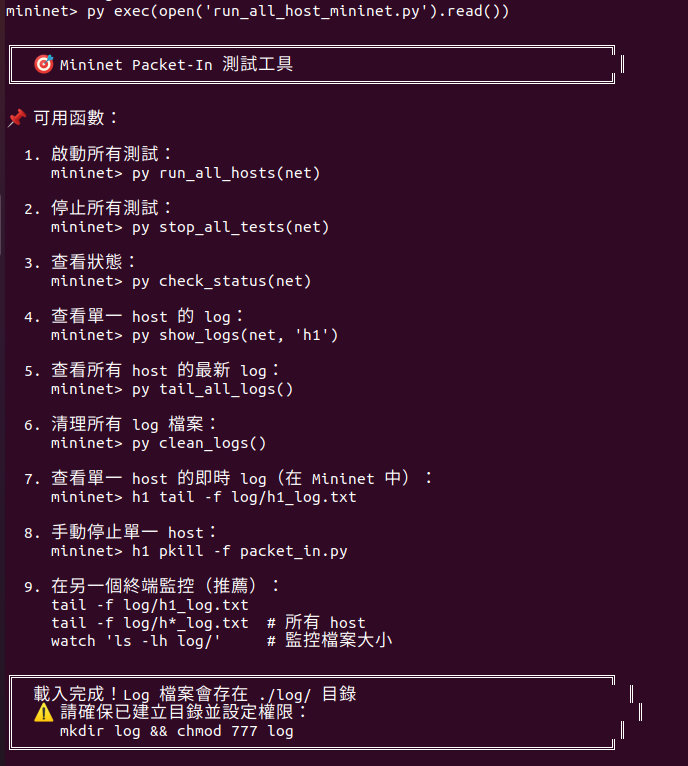 mininet> py exec(open('run_all_host_mininet.py').read())
🎯 Mininet Packet-In 測試工具
📌 可用函數：
1. 啟動所有測試：
mininet> py run_all_hosts(net)
2. 停止所有測試：
mininet> py stop_all_tests(net)
3. 查看狀態：
mininet> py check_status(net)
4. 查看單一 host 的 log：
mininet> py show_logs(net, 'h1')
5. 查看所有 host 的最新 log：
mininet> py tail_all_logs()
6. 清理所有 log 檔案：
mininet> py clean_logs()
7. 查看單一 host 的即時 log（在 Mininet 中）：
mininet> h1 tail -f log/h1_log.txt
8. 手動停止單一 host：
mininet> h1 pkill -f packet_in.py
9. 在另一個終端監控（推薦）：
tail -f log/h1_log.txt
tail -f log/h*_log.txt  # 所有 host
watch 'ls -lh log/'     # 監控檔案大小
載入完成！Log 檔案會存在 ./log/ 目錄
⚠️ 請確保已建立目錄並設定權限：
mkdir log && chmod 777 log